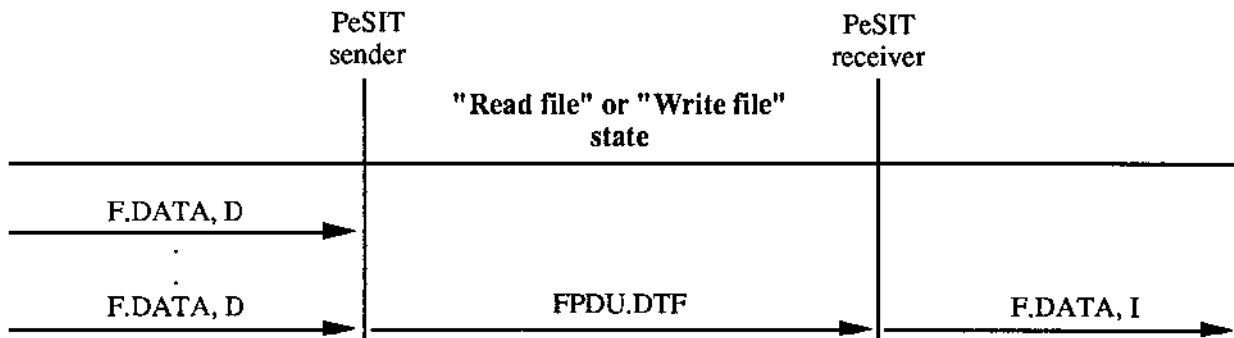 PeSIT
sender
PeSIT
receiver
"Read file" or "Write file"
state
F.DATA, D
.
.
F.DATA, D
FPDU.DTF
F.DATA, I